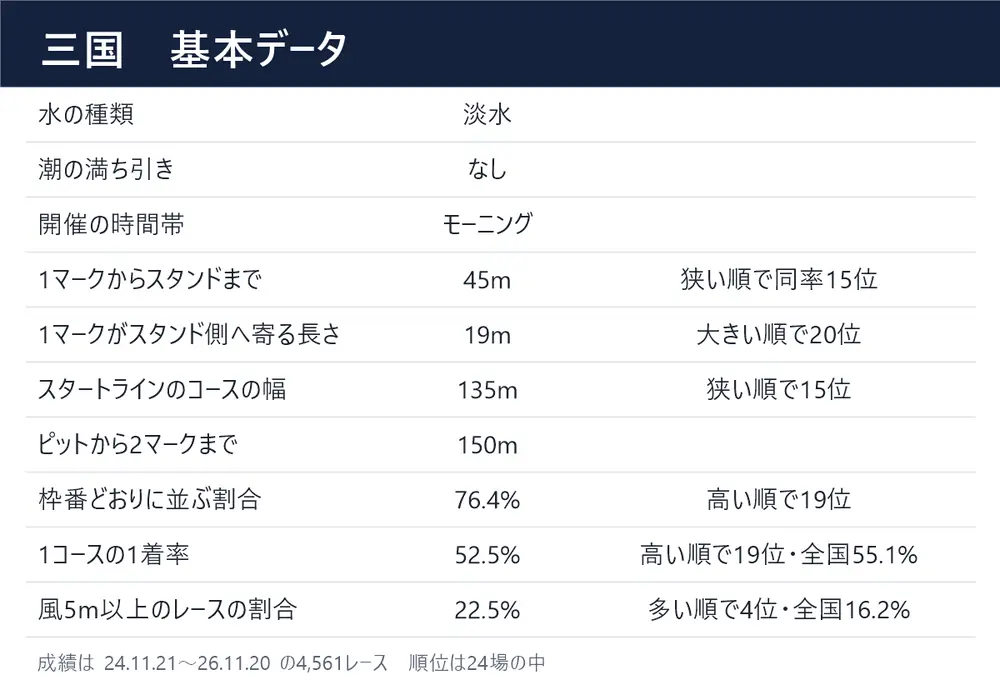 三国　基本データ
水の種類　淡水
潮の満ち引き　なし
開催の時間帯　モーニング
1マークからスタンドまで　45m　狭い順で同率15位
1マークがスタンド側へ寄る長さ　19m　大きい順で20位
スタートラインのコースの幅　135m　狭い順で15位
ピットから2マークまで　150m
枠番どおりに並ぶ割合　76.4%　高い順で19位
1コースの1着率　52.5%　高い順で19位・全国55.1%
風5m以上のレースの割合　22.5%　多い順で4位・全国16.2%
成績は 24.11.21～26.11.20 の4,561レース　順位は24場の中